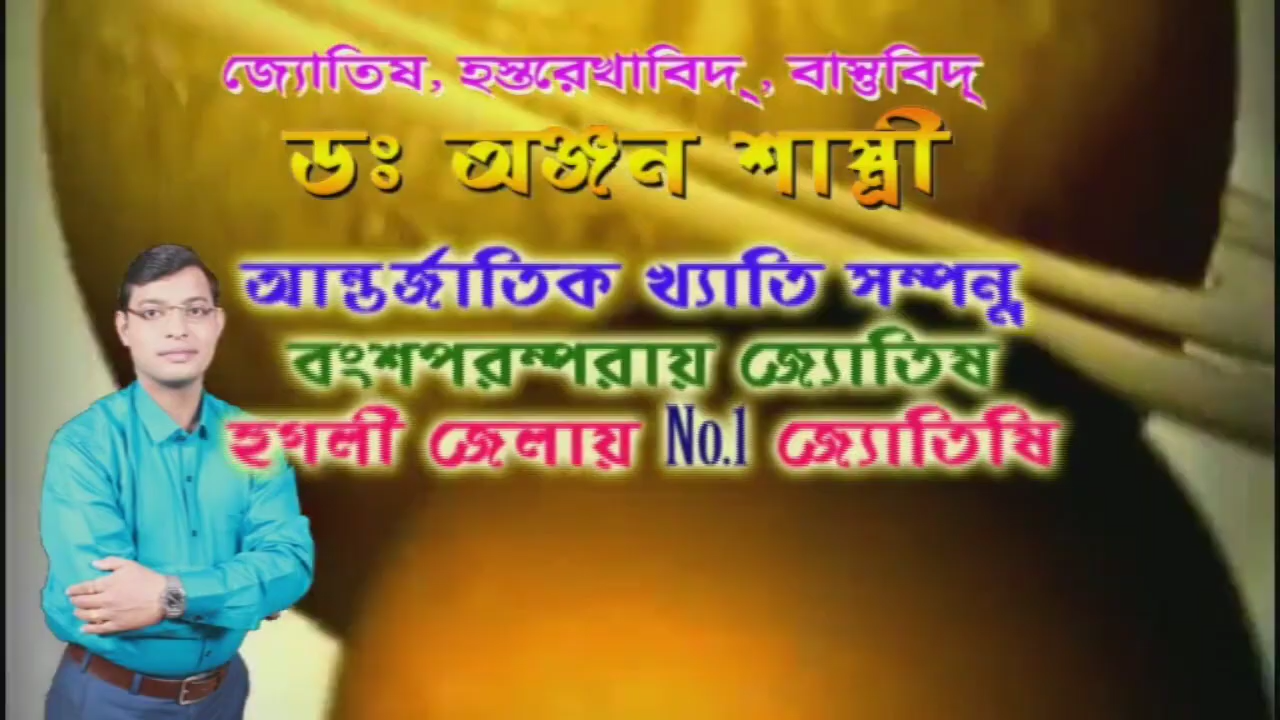 জ্যোতিষ, হস্তরেখাবিদ্, বাস্তুবিদ্
ডঃ অঞ্জন শাস্ত্রী
আন্তর্জাতিক খ্যাতি সম্পন্ন
বংশপরম্পরায় জ্যোতিষ
হুগলী জেলায় No.1 জ্যোতিষি